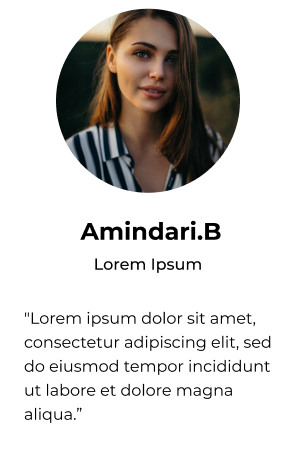 Amindari.B
Lorem Ipsum
"Lorem ipsum dolor sit amet,
consectetur adipiscing elit, sed
do eiusmod tempor incididunt
ut labore et dolore magna
aliqua.”